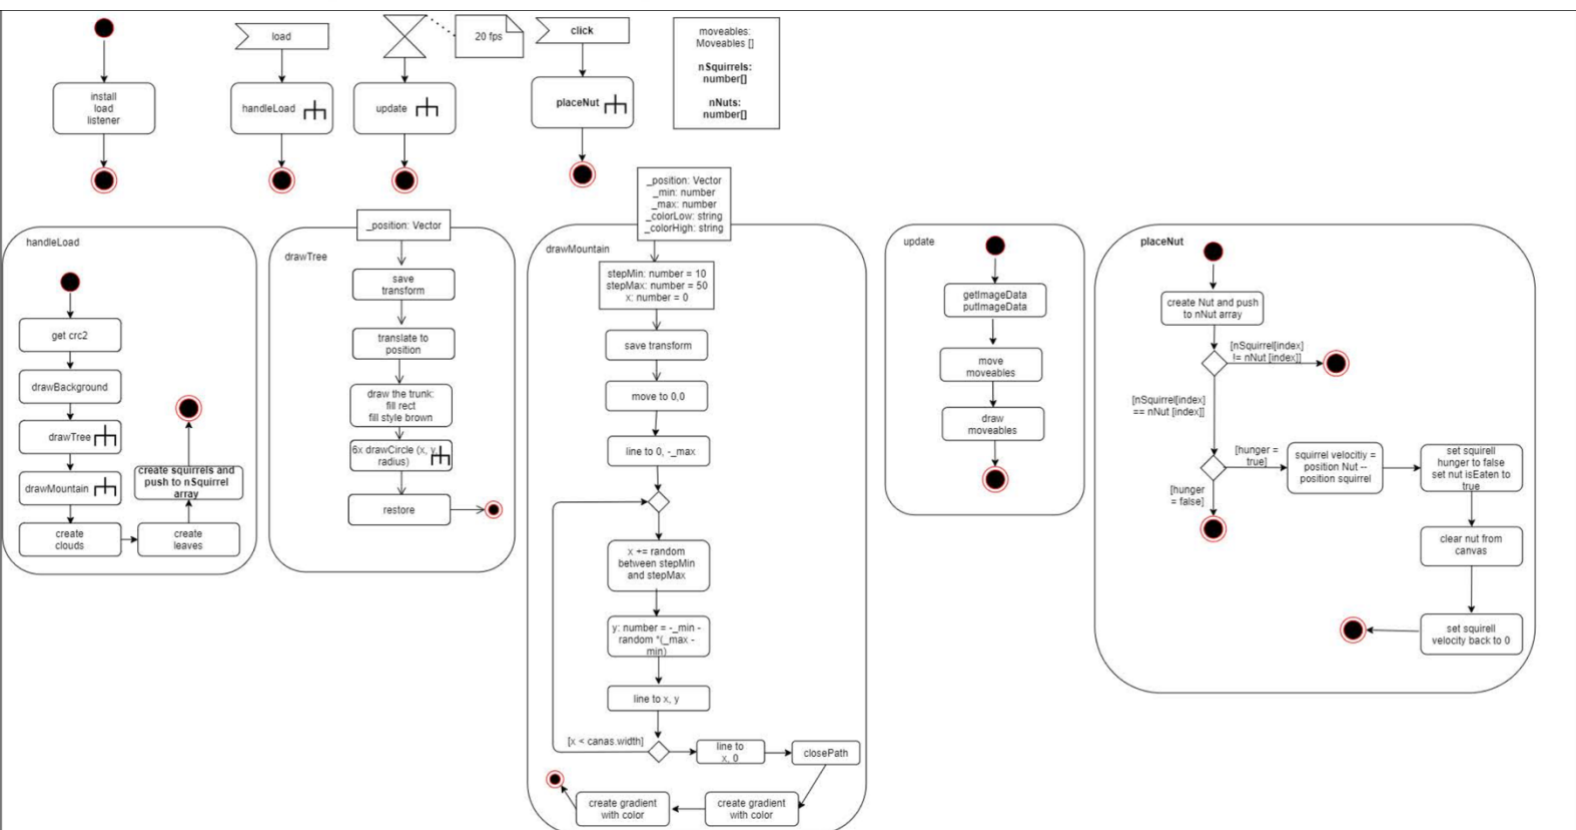 install
load
listener
load
handleLoad
20 fps
update
click
placeNut
moveables:
Moveables []
nSquirrels:
number[]
nNuts:
number[]
handleLoad
get crc2
drawBackground
drawTree
drawMountain
create
clouds
create
leaves
create squirrels and
push to nSquirrel
array
drawTree
_position: Vector
save
transform
translate to
position
draw the trunk:
fill rect
fill style brown
6x drawCircle (x, y,
radius)
restore
drawMountain
_position: Vector
_min: number
_max: number
_colorLow: string
_colorHigh: string
stepMin: number = 10
stepMax: number = 50
x: number = 0
save transform
move to 0,0
line to 0, -_max
x += random
between stepMin
and stepMax
y: number = -_min -
random *(_max -
min)
line to x, y
[x < canas.width]
line to
x, 0
closePath
create gradient
with color
create gradient
with color
update
getImageData
putImageData
move
moveables
draw
moveables
placeNut
create Nut and push
to nNut array
[nSquirrel[index]
!= nNut [index]]
[nSquirrel[index]
== nNut [index]]
[hunger =
true]
[hunger
= false]
squirrel velocitiy =
position Nut --
position squirrel
set squirell
hunger to false
set nut isEaten to
true
clear nut from
canvas
set squirell
velocity back to 0